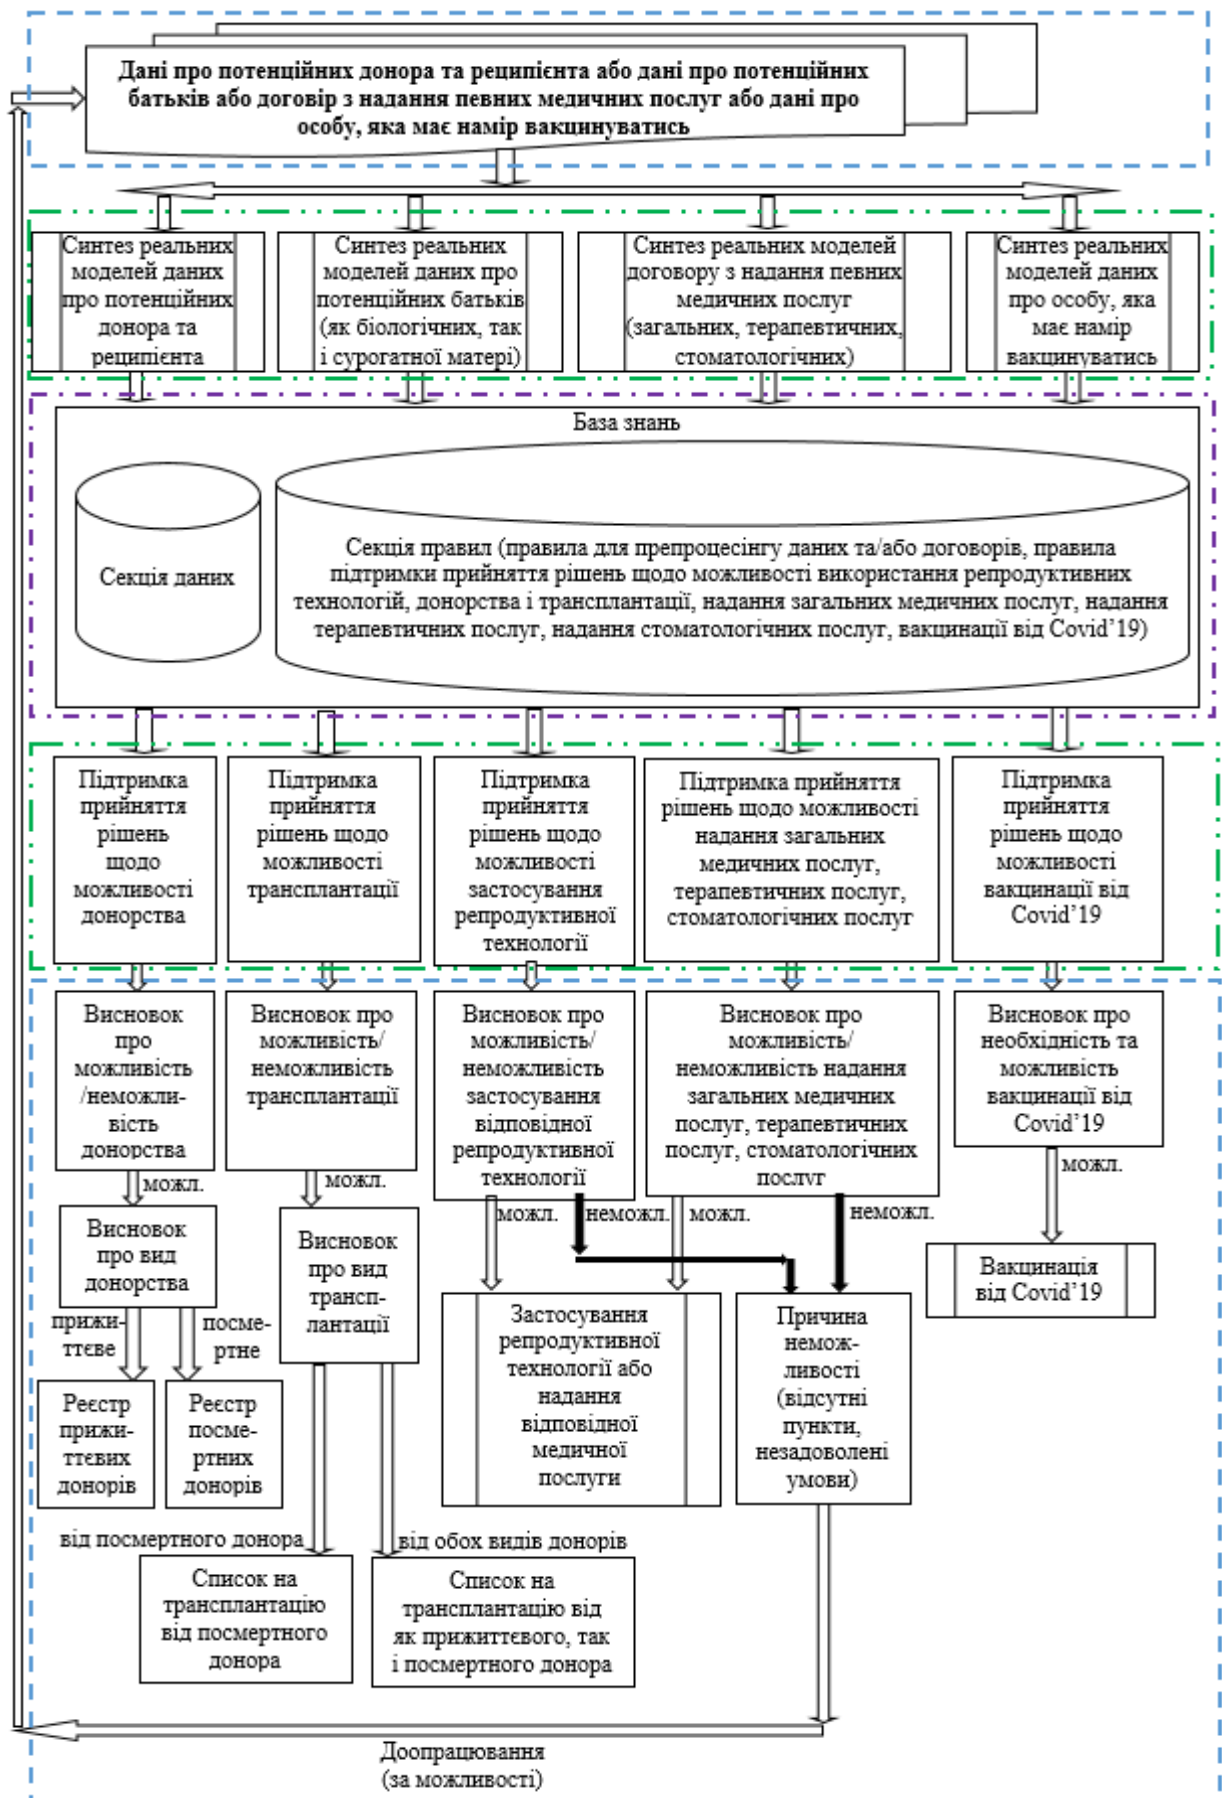 Дані про потенційних донора та реципієнта або дані про потенційних
батьків або договір з надання певних медичних послуг або дані про
особу, яка має намір вакцинуватись
Синтез реальних
моделей даних
про потенційних
донора та
реципієнта
Синтез реальних
моделей даних про
потенційних батьків
(як біологічних, так
і сурогатної матері)
Синтез реальних моделей
договору з надання певних
медичних послуг
(загальних, терапевтичних,
стоматологічних)
Синтез реальних
моделей даних
про особу, яка
має намір
вакцинуватись
База знань
Секція даних
Секція правил (правила для препроцесінгу даних та/або договорів, правила
підтримки прийняття рішень щодо можливості використання репродуктивних
технологій, донорства і трансплантації, надання загальних медичних послуг, надання
терапевтичних послуг, надання стоматологічних послуг, вакцинації від Covid’19)
Підтримка
прийняття
рішень
щодо
можливості
донорства
Підтримка
прийняття
рішень щодо
можливості
трансплантації
Підтримка
прийняття
рішень щодо
можливості
застосування
репродуктивної
технології
Підтримка прийняття
рішень щодо можливості
надання загальних
медичних послуг,
терапевтичних послуг,
стоматологічних послуг
Підтримка
прийняття
рішень щодо
можливості
вакцинації від
Covid’19
Висновок
про
можливість
/неможли-
вість
донорства
Висновок про
можливість/
неможливість
трансплантації
Висновок про
можливість/
неможливість
застосування
відповідної
репродуктивної
технології
Висновок про
можливість/
неможливість надання
загальних медичних
послуг, терапевтичних
послуг, стоматологічних
послуг
Висновок про
необхідність та
можливість
вакцинації від
Covid’19
можл.
можл.
можл.
неможл.
можл.
неможл.
можл.
Висновок
про вид
донорства
Висновок
про вид
трансп-
лантації
Вакцинація
від Covid’19
прижи-
ттєве
посме-
ртне
Застосування
репродуктивної
технології або
надання
відповідної
медичної
послуги
Причина
немож-
ливості
(відсутні
пункти,
незадоволені
умови)
Реєстр
прижи-
ттєвих
донорів
Реєстр
посме-
ртних
донорів
від посмертного донора
від обох видів донорів
Список на
трансплантацію
від посмертного
донора
Список на
трансплантацію від
як прижиттєвого, так
і посмертного донора
Доопрацювання
(за можливості)